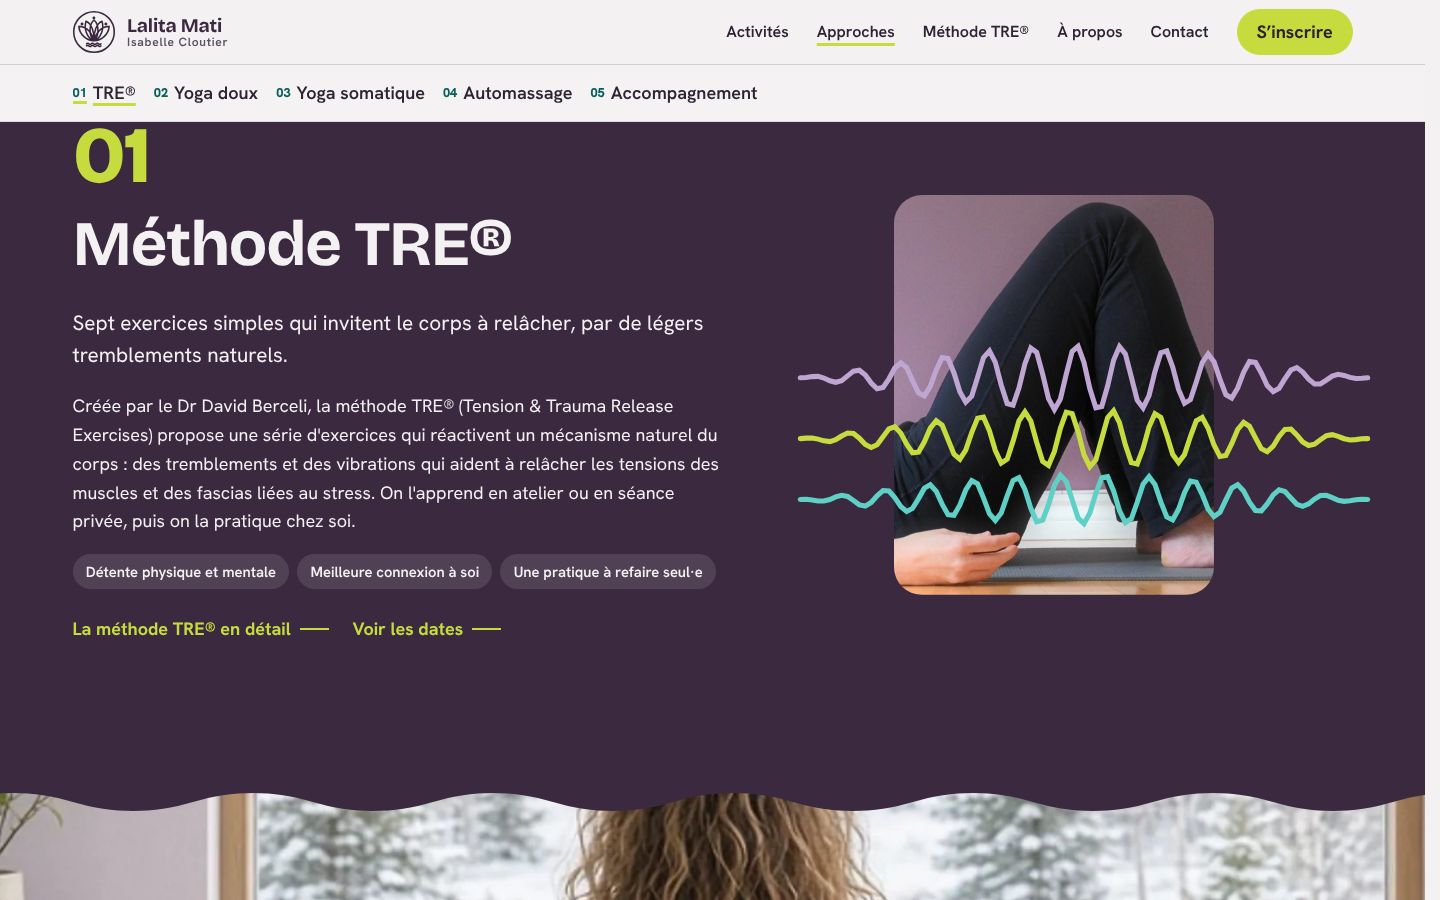 Lalita Mati
Isabelle Cloutier
Activités
Approches
Méthode TRE®
À propos
Contact
S’inscrire
01 TRE®
02 Yoga doux
03 Yoga somatique
04 Automassage
05 Accompagnement
01
Méthode TRE®
Sept exercices simples qui invitent le corps à relâcher, par de légers
tremblements naturels.
Créée par le Dr David Berceli, la méthode TRE® (Tension & Trauma Release
Exercises) propose une série d'exercices qui réactivent un mécanisme naturel du
corps : des tremblements et des vibrations qui aident à relâcher les tensions des
muscles et des fascias liées au stress. On l'apprend en atelier ou en séance
privée, puis on la pratique chez soi.
Détente physique et mentale
Meilleure connexion à soi
Une pratique à refaire seul·e
La méthode TRE® en détail
Voir les dates